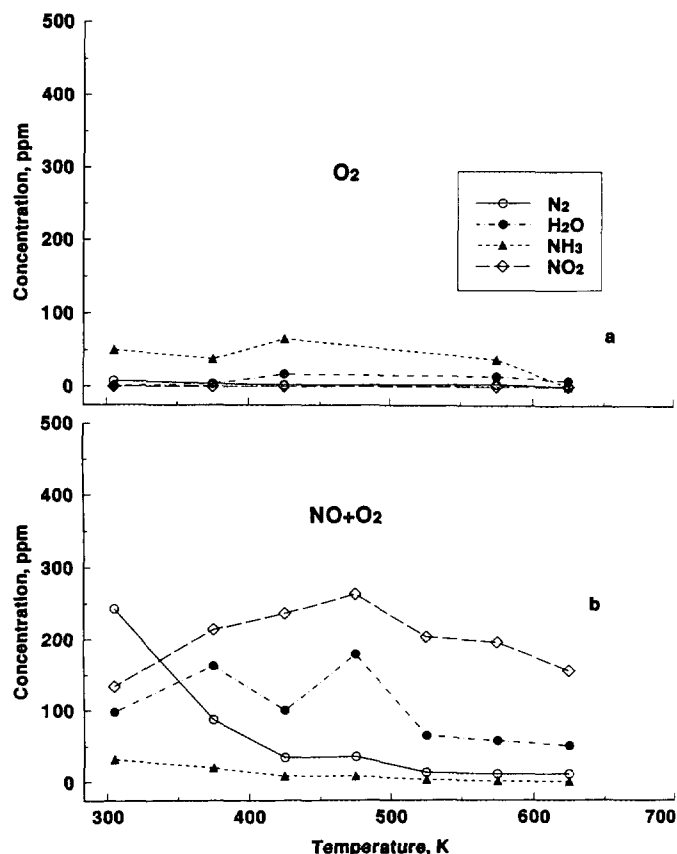 500
400
300
200
100
0
Concentration, ppm
O2
N2
H2O
NH3
NO2
a
500
400
300
200
100
0
Concentration, ppm
NO+O2
b
300 400 500 600 700
Temperature, K